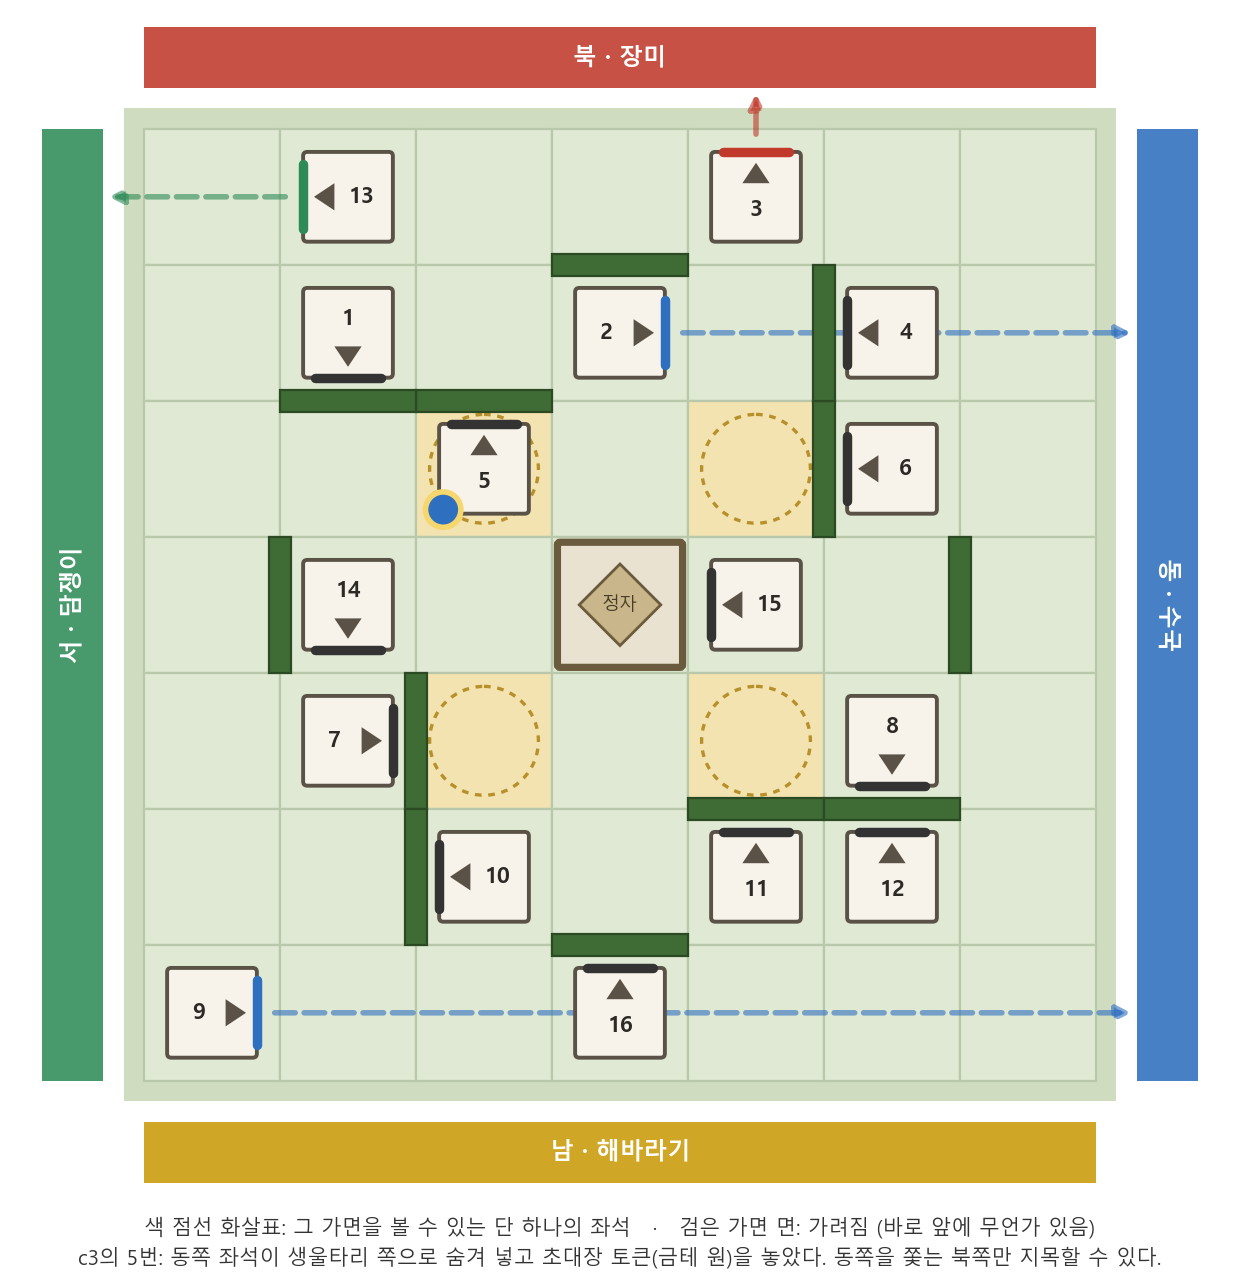 북 · 장미
13
3
1
2
4
5
6
서 · 담쟁이
14
정자
15
동 · 수국
7
8
10
11
12
9
16
남 · 해바라기
색 점선 화살표: 그 가면을 볼 수 있는 단 하나의 좌석 · 검은 가면 면: 가려짐 (바로 앞에 무언가 있음)
c3의 5번: 동쪽 좌석이 생울타리 쪽으로 숨겨 넣고 초대장 토큰(금테 원)을 놓았다. 동쪽을 쫓는 북쪽만 지목할 수 있다.